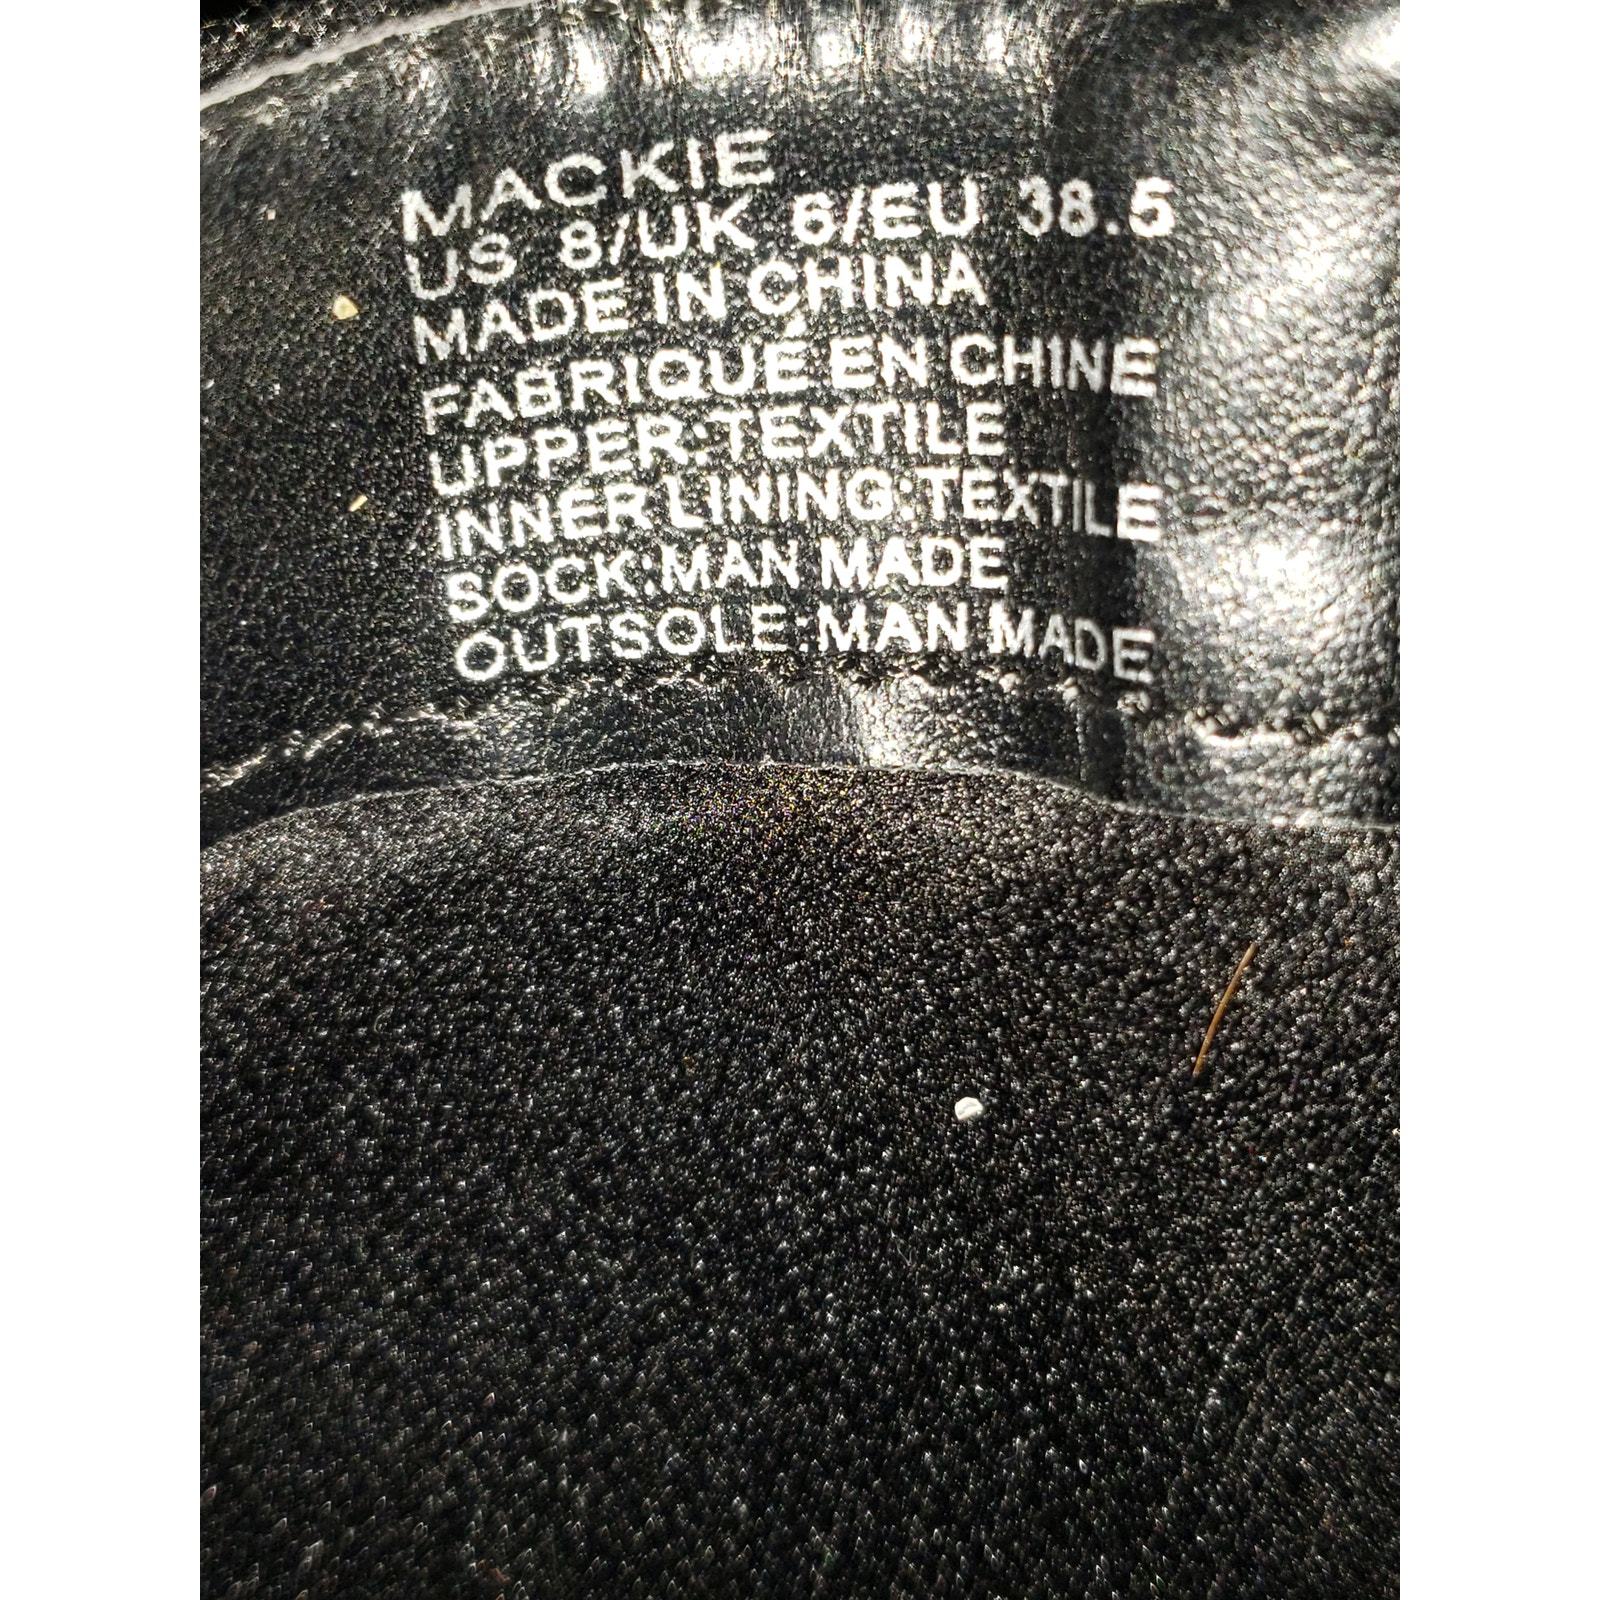 MACKIE
US 8/UK 6/EU 38.5
MADE IN CHINA
FABRIQUÉ EN CHINE
UPPER:TEXTILE
INNER LINING:TEXTILE
SOCK:MAN MADE
OUTSOLE:MAN MADE